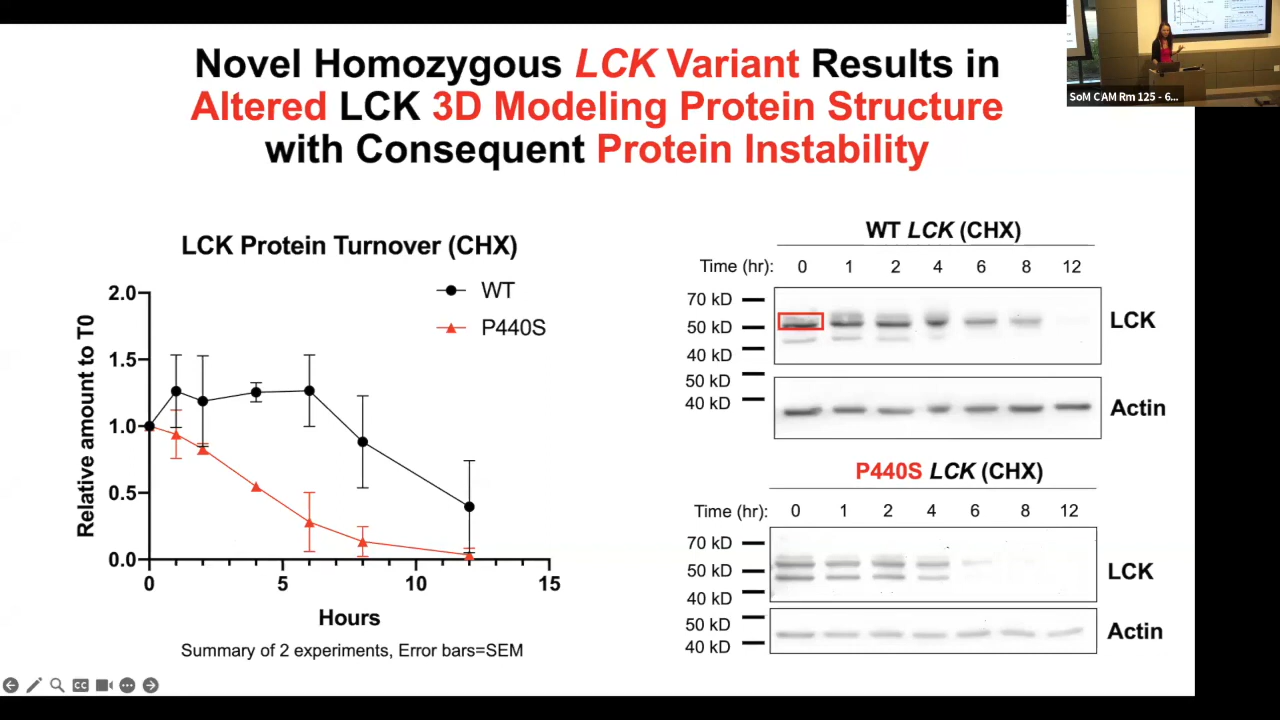 Novel Homozygous LCK Variant Results in
Altered LCK 3D Modeling Protein Structure
with Consequent Protein Instability
SoM CAM Rm 125 - 6...
LCK Protein Turnover (CHX)
WT
P440S
Relative amount to T0
2.0
1.5
1.0
0.5
0.0
0 5 10 15
Hours
Summary of 2 experiments, Error bars=SEM
WT LCK (CHX)
Time (hr): 0 1 2 4 6 8 12
70 kD
50 kD
40 kD
LCK
50 kD
40 kD
Actin
P440S LCK (CHX)
Time (hr): 0 1 2 4 6 8 12
70 kD
50 kD
40 kD
LCK
50 kD
40 kD
Actin
CC